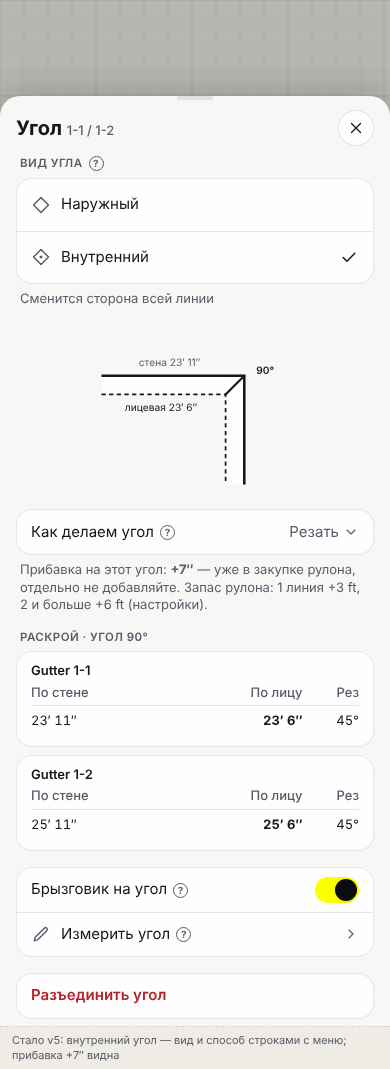 Угол 1-1 / 1-2
ВИД УГЛА ?
Наружный
Внутренний
Сменится сторона всей линии
стена 23′ 11″
90°
лицевая 23′ 6″
Как делаем угол ? Резать
Прибавка на этот угол: +7″ — уже в закупке рулона,
отдельно не добавляйте. Запас рулона: 1 линия +3 ft,
2 и больше +6 ft (настройки).
РАСКРОЙ · УГОЛ 90°
Gutter 1-1
По стене По лицу Рез
23′ 11″ 23′ 6″ 45°
Gutter 1-2
По стене По лицу Рез
25′ 11″ 25′ 6″ 45°
Брызговик на угол ?
Измерить угол ?
Разъединить угол
Стало v5: внутренний угол — вид и способ строками с меню;
прибавка +7″ видна